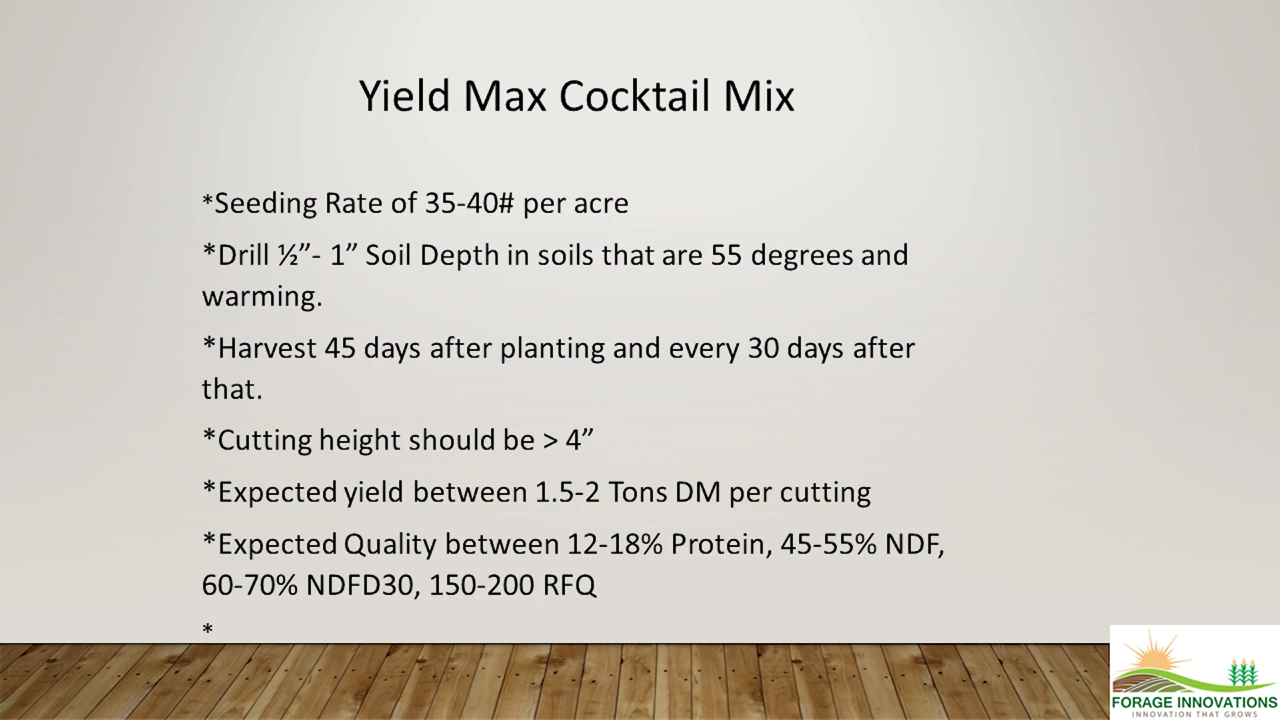 Yield Max Cocktail Mix
*Seeding Rate of 35-40# per acre
*Drill ½”- 1” Soil Depth in soils that are 55 degrees and
warming.
*Harvest 45 days after planting and every 30 days after
that.
*Cutting height should be > 4”
*Expected yield between 1.5-2 Tons DM per cutting
*Expected Quality between 12-18% Protein, 45-55% NDF,
60-70% NDFD30, 150-200 RFQ
*
FORAGE INNOVATIONS
INNOVATION THAT GROWS